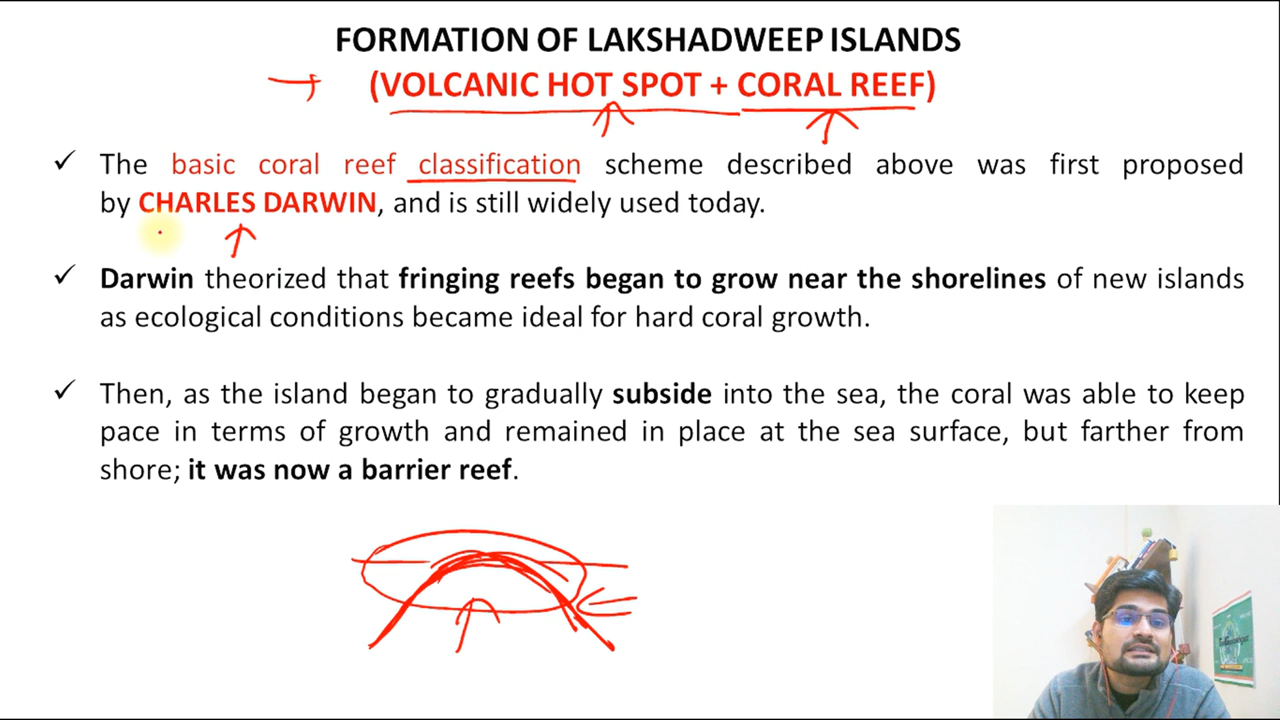 FORMATION OF LAKSHADWEEP ISLANDS
(VOLCANIC HOT SPOT + CORAL REEF)
✓ The basic coral reef classification scheme described above was first proposed
by CHARLES DARWIN, and is still widely used today.
✓ Darwin theorized that fringing reefs began to grow near the shorelines of new islands
as ecological conditions became ideal for hard coral growth.
✓ Then, as the island began to gradually subside into the sea, the coral was able to keep
pace in terms of growth and remained in place at the sea surface, but farther from
shore; it was now a barrier reef.